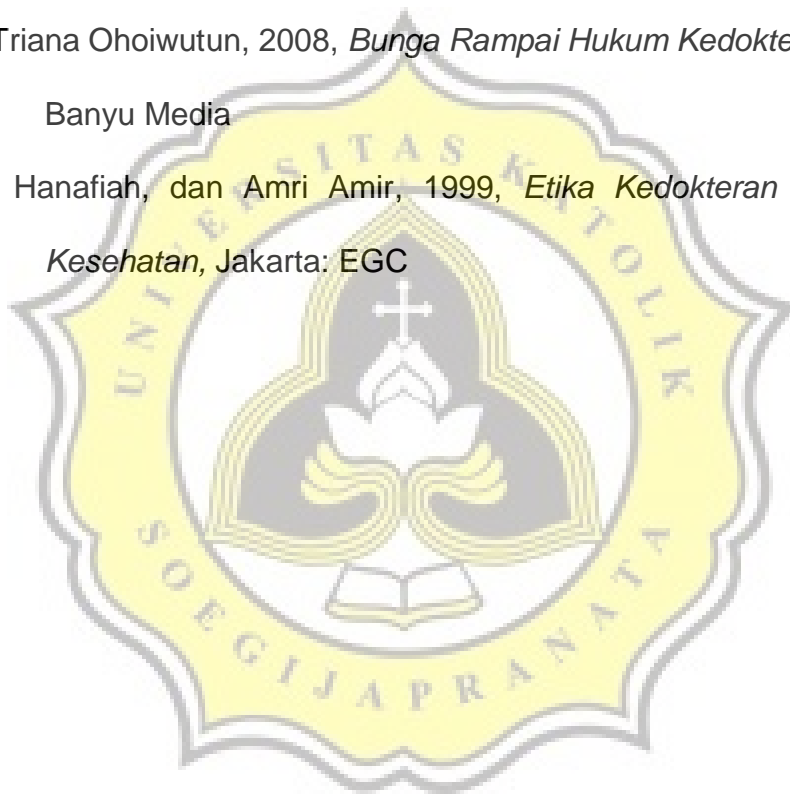 Triana Ohoiwutun, 2008, Bunga Rampai Hukum Kedokte
Banyu Media
Hanafiah, dan Amri Amir, 1999, Etika Kedokteran
Kesehatan, Jakarta: EGC
UNIVERSITAS KATOLIK
SOEGIJAPRANATA